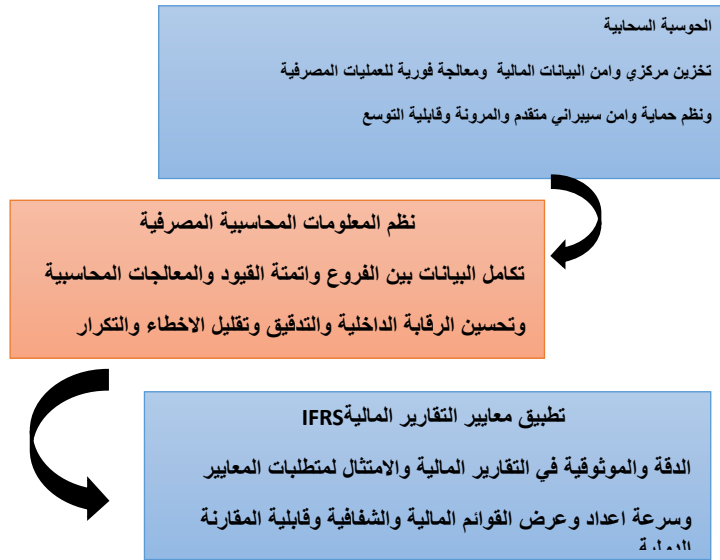 الحوسبة السحابية
تخزين مركزي وامن البيانات المالية ومعالجة فورية للعمليات المصرفية
ونظم حماية وامن سيبراني متقدم والمرونة وقابلية التوسع
نظم المعلومات المحاسبية المصرفية
تكامل البيانات بين الفروع واتمتة القيود والمعالجات المحاسبية
وتحسين الرقابة الداخلية والتدقيق وتقليل الاخطاء والتكرار
تطبيق معايير التقارير الماليةIFRS
الدقة والموثوقية في التقارير المالية والامتثال لمتطلبات المعايير
وسرعة اعداد وعرض القوائم المالية والشفافية وقابلية المقارنة